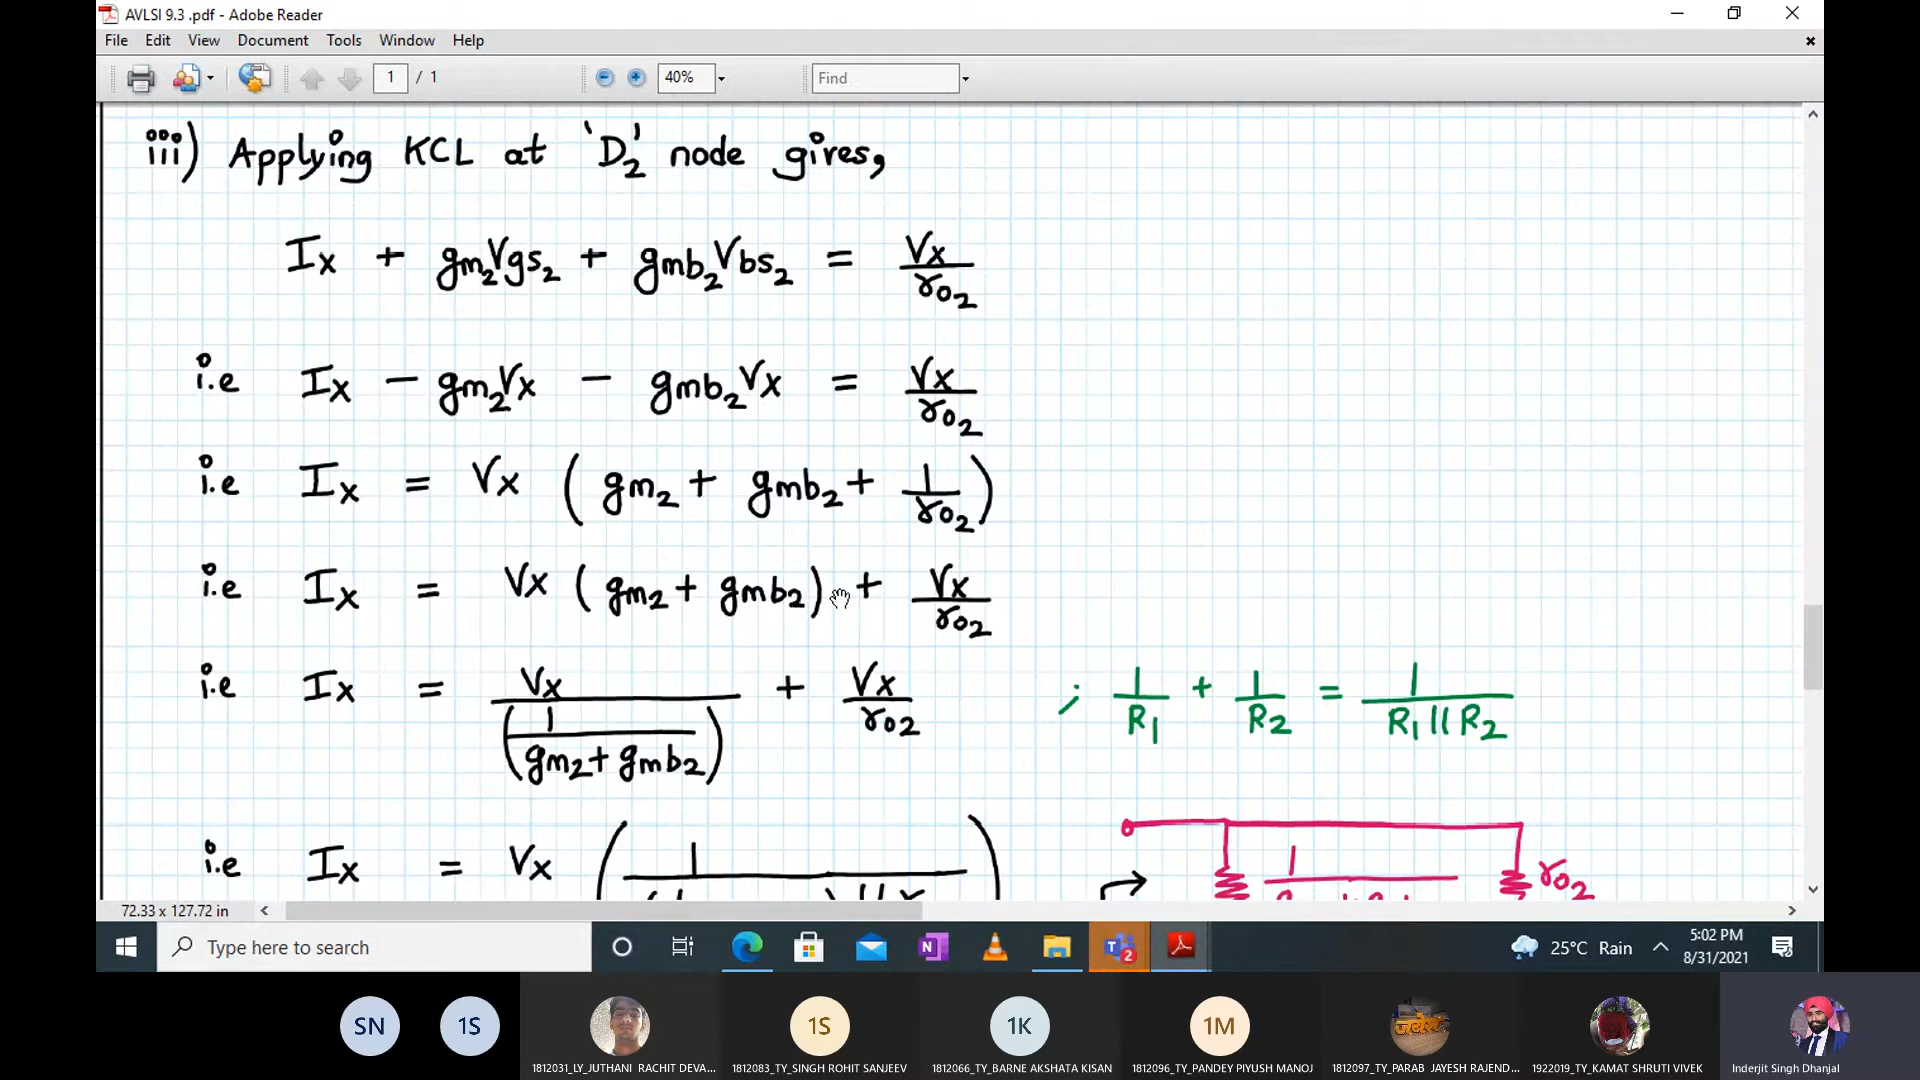 AVLSI 9.3 .pdf - Adobe Reader
File Edit View Document Tools Window Help
1 / 1 40% Find
iii) Applying KCL at 'D2' node gives,
Ix + gm2Vgs2 + gmb2Vbs2 = Vx/ro2
i.e Ix - gm2Vx - gmb2Vx = Vx/ro2
i.e Ix = Vx ( gm2 + gmb2 + 1/ro2 )
i.e Ix = Vx ( gm2 + gmb2 ) + Vx/ro2
i.e Ix = Vx/(1/(gm2 + gmb2)) + Vx/ro2 ; 1/R1 + 1/R2 = 1/(R1 || R2)
i.e Ix = Vx ( 1
1
ro2
72.33 x 127.72 in
Type here to search
25°C Rain
5:02 PM
8/31/2021
2
SN 1S 1S 1K 1M
1812031_LY_JUTHANI RACHIT DEVA... 1812083_TY_SINGH ROHIT SANJEEV 1812066_TY_BARNE AKSHATA KISAN 1812096_TY_PANDEY PIYUSH MANOJ 1812097_TY_PARAB JAYESH RAJEND... 1922019_TY_KAMAT SHRUTI VIVEK Inderjit Singh Dhanjal